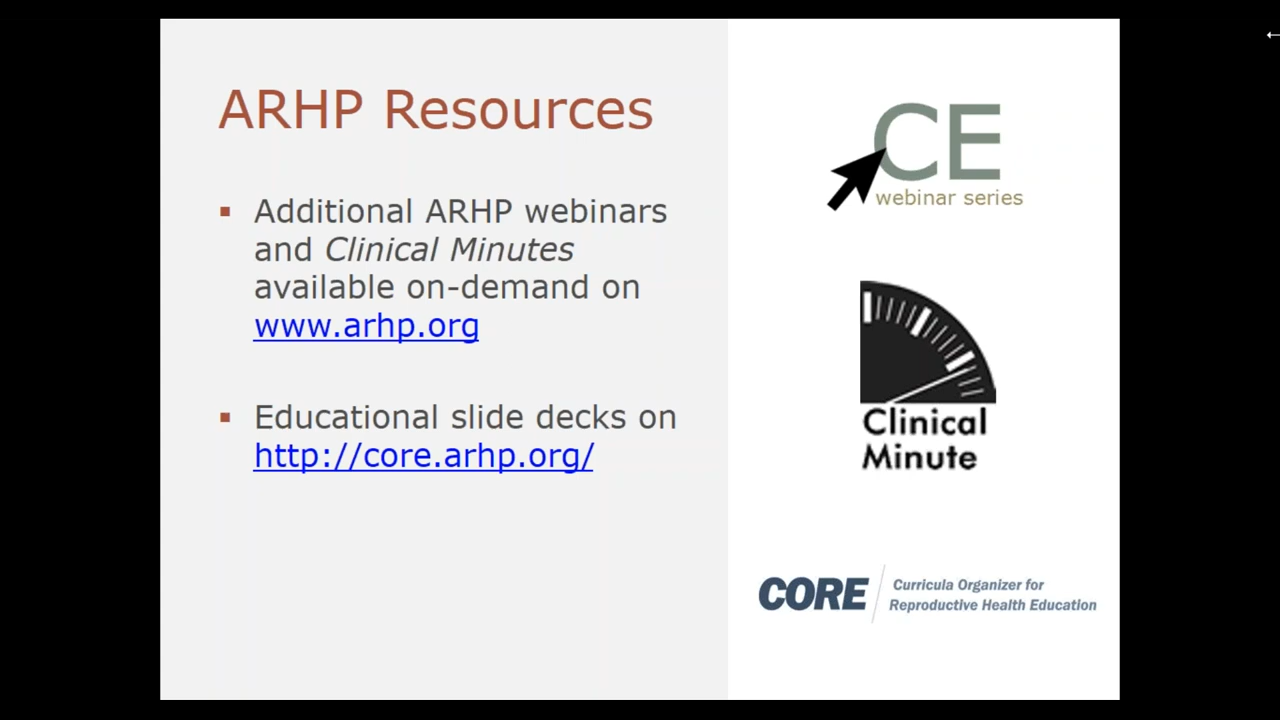 ARHP Resources
▪ Additional ARHP webinars
and Clinical Minutes
available on-demand on
www.arhp.org
▪ Educational slide decks on
http://core.arhp.org/
CE
webinar series
Clinical
Minute
CORE
Curricula Organizer for
Reproductive Health Education